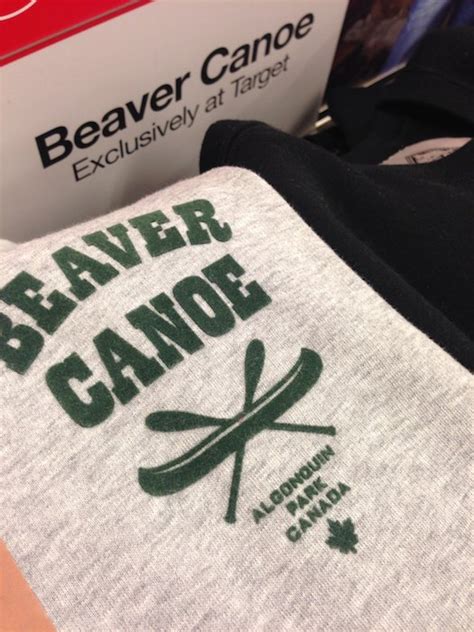 Beaver Canoe
Exclusively at Target
BEAVER
CANOE
ALGONQUIN
PARK
CANADA